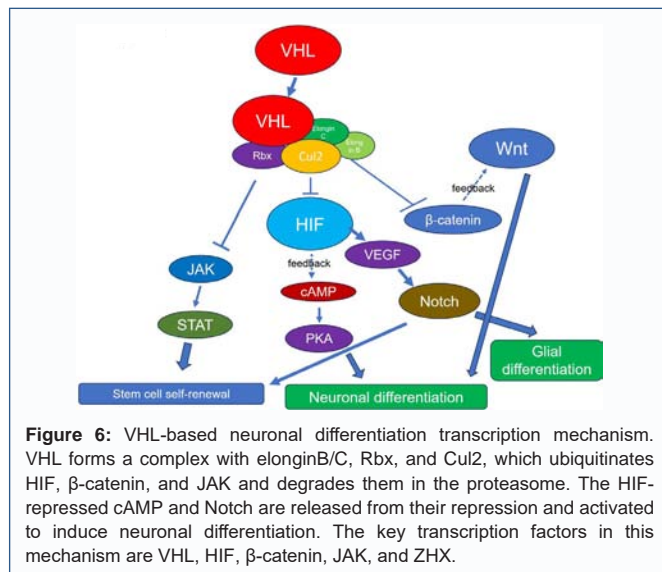 VHL
VHL
Elongin
C
Elong
in B
Rbx
Cul2
Wnt
feedback
β-catenin
HIF
VEGF
JAK
feedback
cAMP
Notch
STAT
PKA
Glial
differentiation
Stem cell self-renewal
Neuronal differentiation
Figure 6: VHL-based neuronal differentiation transcription mechanism.
VHL forms a complex with elonginB/C, Rbx, and Cul2, which ubiquitinates
HIF, β-catenin, and JAK and degrades them in the proteasome. The HIF-
repressed cAMP and Notch are released from their repression and activated
to induce neuronal differentiation. The key transcription factors in this
mechanism are VHL, HIF, β-catenin, JAK, and ZHX.